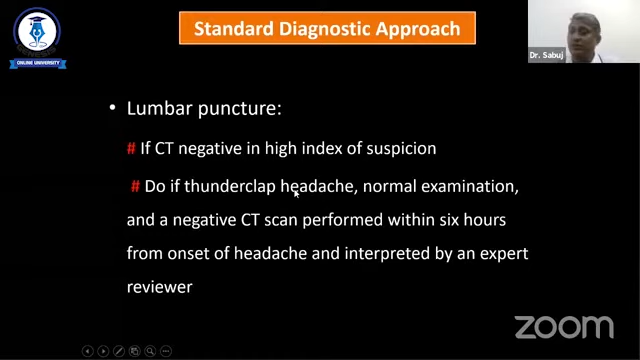 Standard Diagnostic Approach
ONLINE UNIVERSITY
Dr. Sabuj
• Lumbar puncture:
# If CT negative in high index of suspicion
# Do if thunderclap headache, normal examination,
and a negative CT scan performed within six hours
from onset of headache and interpreted by an expert
reviewer
zoom